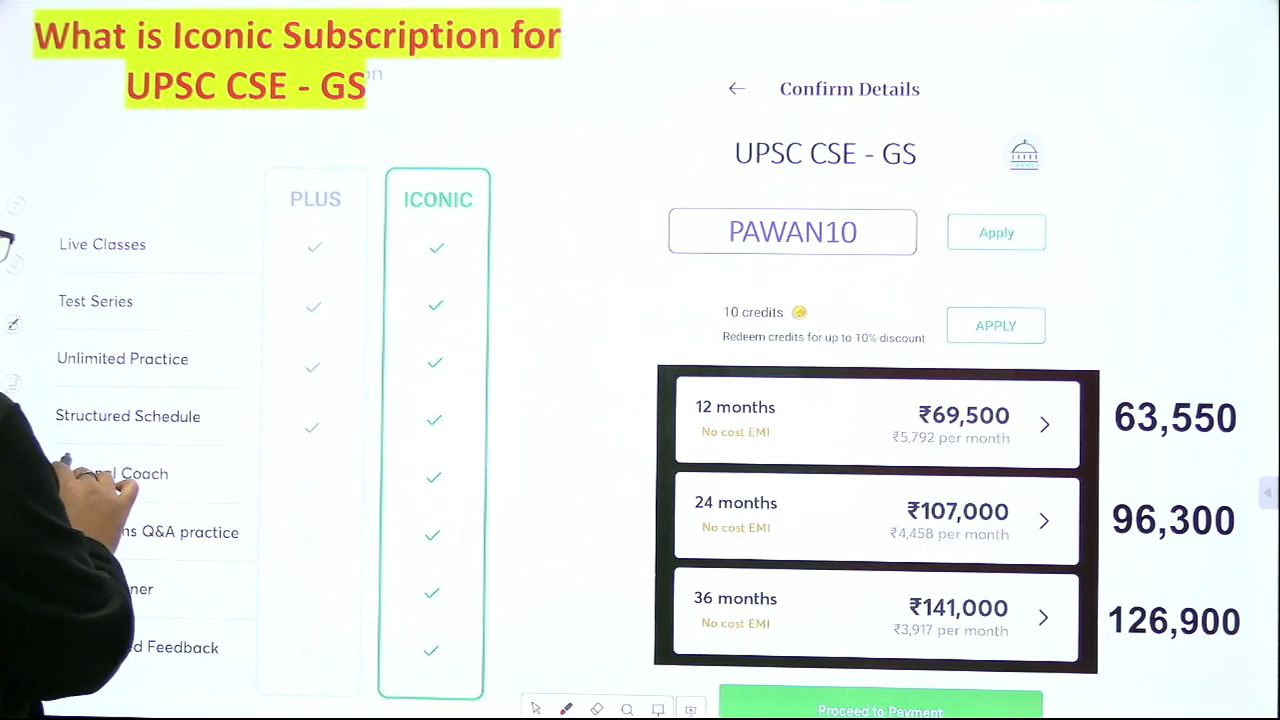 What is Iconic Subscription for
UPSC CSE - GS
on
PLUS
ICONIC
Live Classes
Test Series
Unlimited Practice
Structured Schedule
Coach
Q&A practice
Feedback
Confirm Details
UPSC CSE - GS
PAWAN10
Apply
10 credits
Redeem credits for up to 10% discount
APPLY
12 months
₹69,500
No cost EMI
₹5,792 per month
63,550
24 months
₹107,000
No cost EMI
₹4,458 per month
96,300
36 months
₹141,000
No cost EMI
₹3,917 per month
126,900
Proceed to Payment